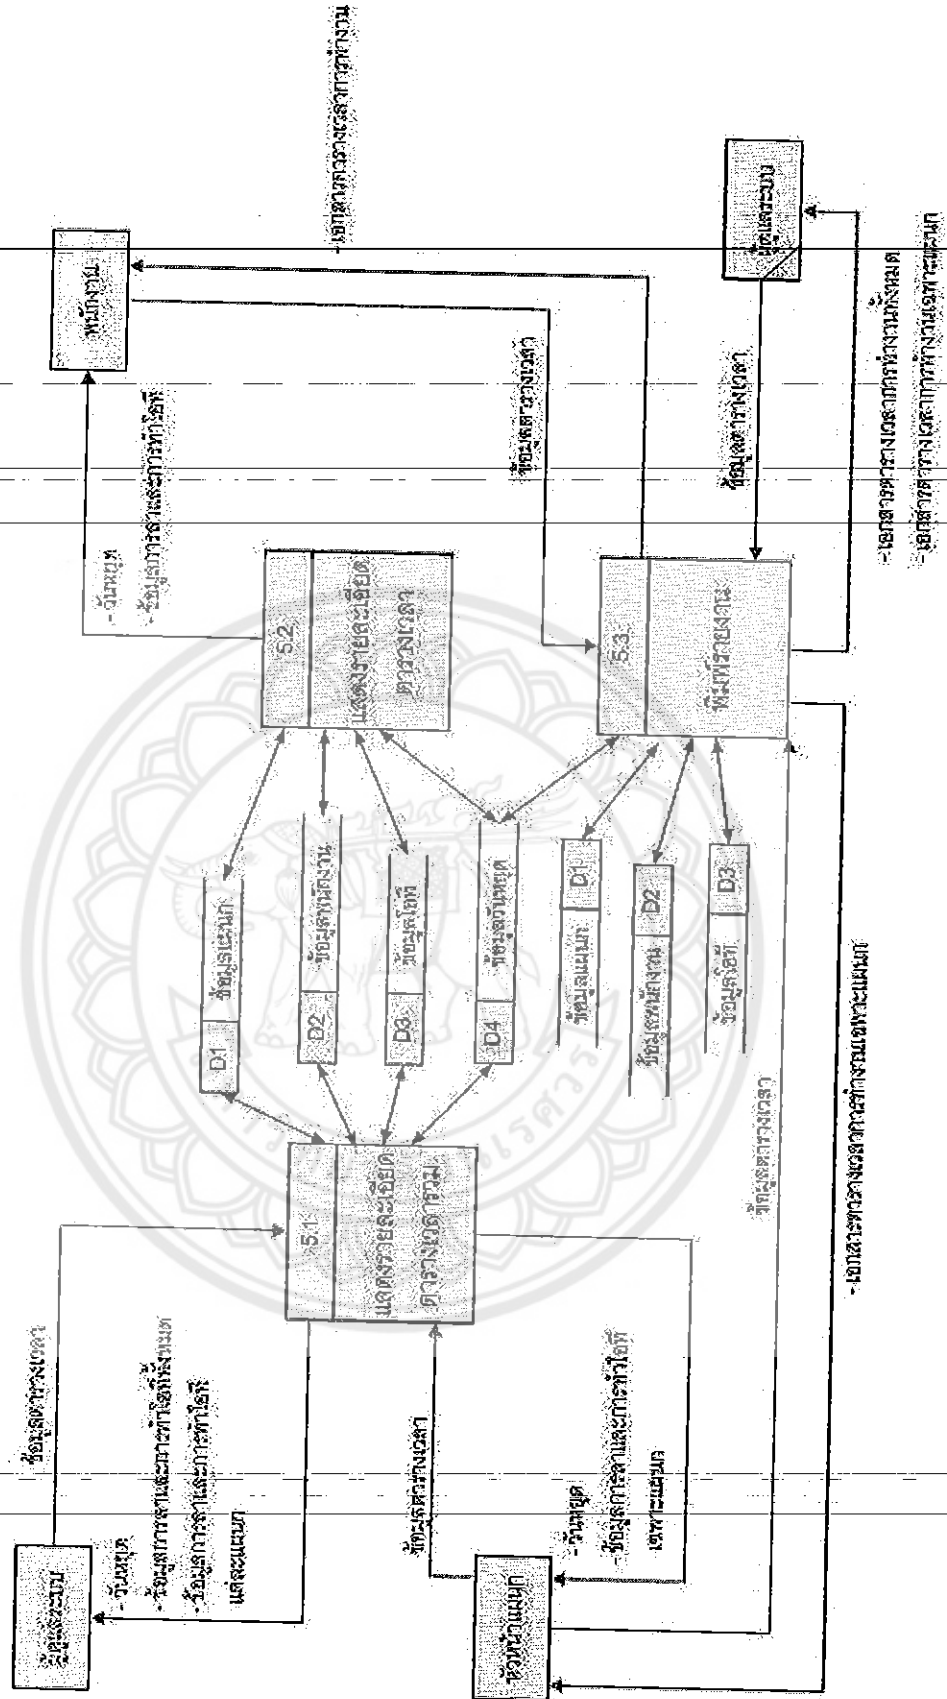 ผู้ดูแลระบบ
ข้อมูลตารางเวลา
- วันหยุด
- ข้อมูลการลาและการทำโอทีทั้งหมด
- ข้อมูลการลาและการทำโอที
แต่ละแผนก
หัวหน้าแผนก
ข้อมูลตารางเวลา
- วันหยุด
- ข้อมูลการลาและการทำโอที
เฉพาะแผนก
5.1
แสดงรายละเอียด
ตารางเวลารวม
D1 ข้อมูลแผนก
D2 ข้อมูลพนักงาน
D3 ข้อมูลโอที
D4 ข้อมูลวันหยุด
ข้อมูลแผนก D1
ข้อมูลพนักงาน D2
ข้อมูลโอที D3
5.2
แสดงรายละเอียด
ตารางเวลา
- วันหยุด
- ข้อมูลการลาและการทำโอที
พนักงาน
ข้อมูลตารางเวลา
- เอกสารตารางเวลาการทำงาน
5.3
พิมพ์รายงาน
ข้อมูลตารางเวลา
ผู้ดูแลระบบ
- เอกสารตารางเวลาการทำงานทั้งหมด
- เอกสารตารางเวลาการทำงานเฉพาะแผนก
ข้อมูลตารางเวลา
- เอกสารตารางเวลาการทำงานเฉพาะแผนก